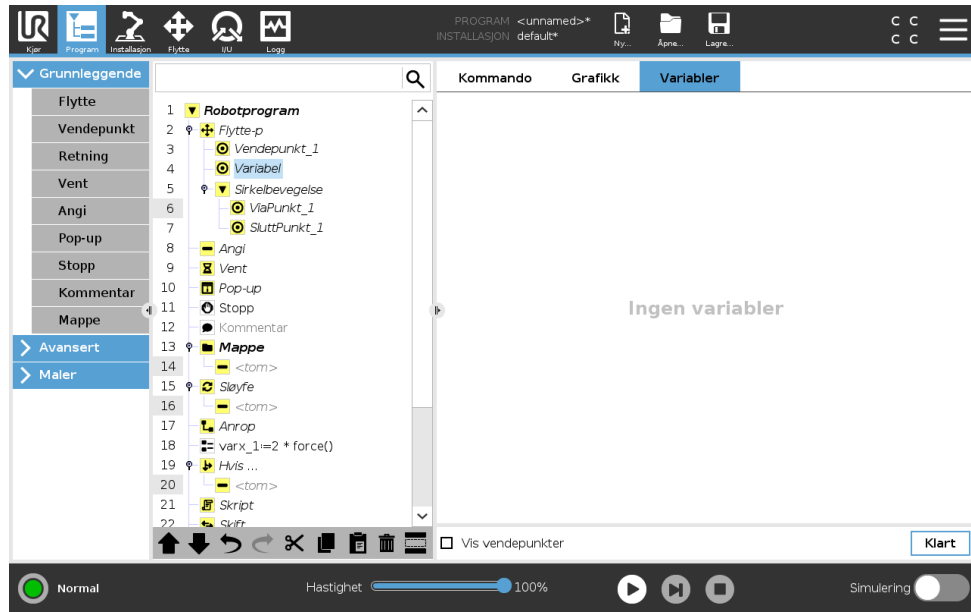 PROGRAM <unnamed>*
INSTALLASJON default*
Kjør
Program
Installasjon
Flytte
I/U
Logg
Ny...
Åpne...
Lagre...
C C
C C
Grunnleggende
Flytte
Vendepunkt
Retning
Vent
Angi
Pop-up
Stopp
Kommentar
Mappe
Avansert
Maler
1 Robotprogram
2 Flytte-p
3 Vendepunkt_1
4 Variabel
5 Sirkelbevegelse
6 ViaPunkt_1
7 SluttPunkt_1
8 Angi
9 Vent
10 Pop-up
11 Stopp
12 Kommentar
13 Mappe
14 <tom>
15 Sløyfe
16 <tom>
17 Anrop
18 varx_1:=2 * force()
19 Hvis ...
20 <tom>
21 Skript
22 Skift
Kommando
Grafikk
Variabler
Ingen variabler
Vis vendepunkter
Klart
Normal
Hastighet
100%
Simulering